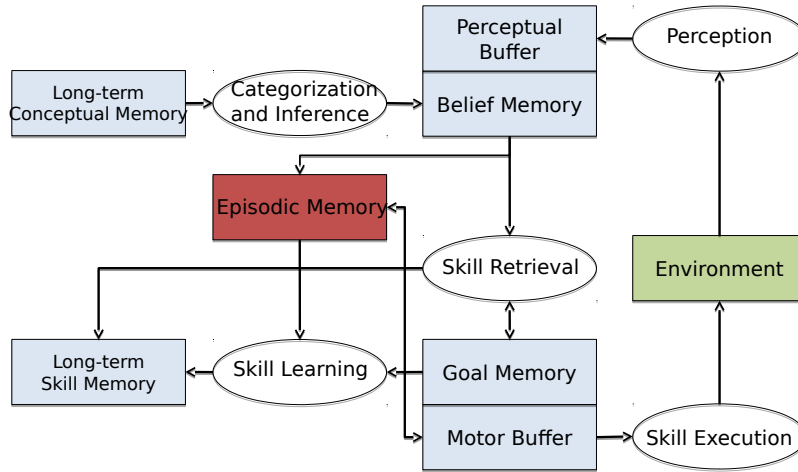 Perceptual
Buffer
Perception
Long-term
Conceptual Memory
Categorization
and Inference
Belief Memory
Episodic Memory
Skill Retrieval
Environment
Long-term
Skill Memory
Skill Learning
Goal Memory
Motor Buffer
Skill Execution